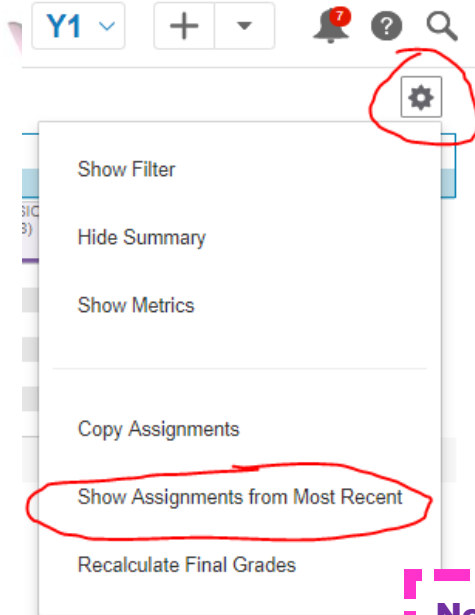 Y1
7
Show Filter
Hide Summary
Show Metrics
Copy Assignments
Show Assignments from Most Recent
Recalculate Final Grades